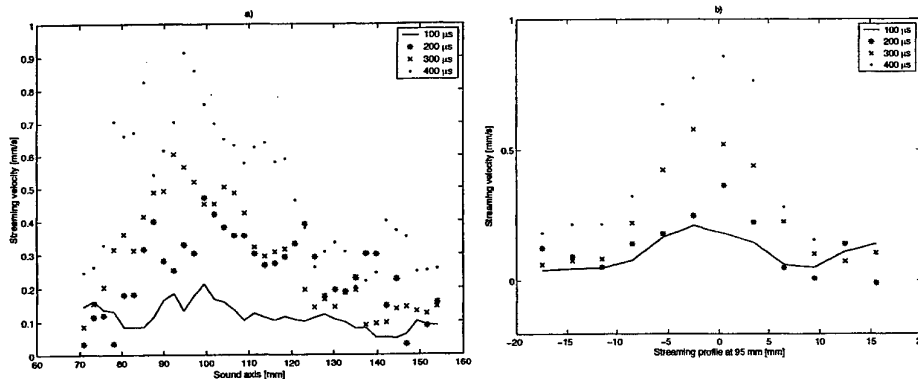 a)
1
0.9
0.8
0.7
0.6
0.5
0.4
0.3
0.2
0.1
0
Streaming velocity [mm/s]
60 70 80 90 100 110 120 130 140 150 160
Sound axis [mm]
100 μs
200 μs
300 μs
400 μs
b)
1
0.5
0
Streaming velocity [mm/s]
-20 -15 -10 -5 0 5 10 15 20
Streaming profile at 95 mm [mm]
100 μs
200 μs
300 μs
400 μs